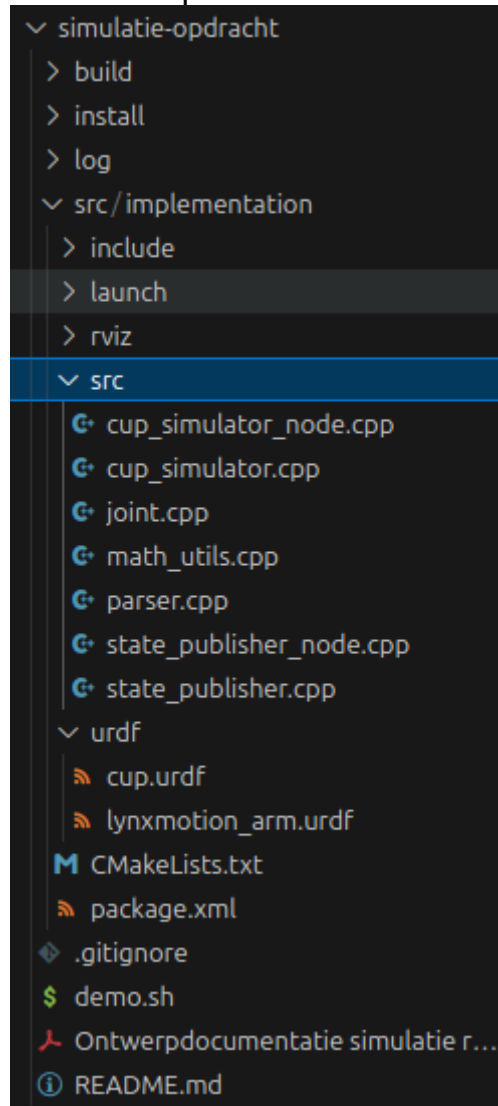 simulatie-opdracht
build
install
log
src/implementation
include
launch
rviz
src
cup_simulator_node.cpp
cup_simulator.cpp
joint.cpp
math_utils.cpp
parser.cpp
state_publisher_node.cpp
state_publisher.cpp
urdf
cup.urdf
lynxmotion_arm.urdf
CMakeLists.txt
package.xml
.gitignore
$ demo.sh
Ontwerpdocumentatie simulatie r...
README.md